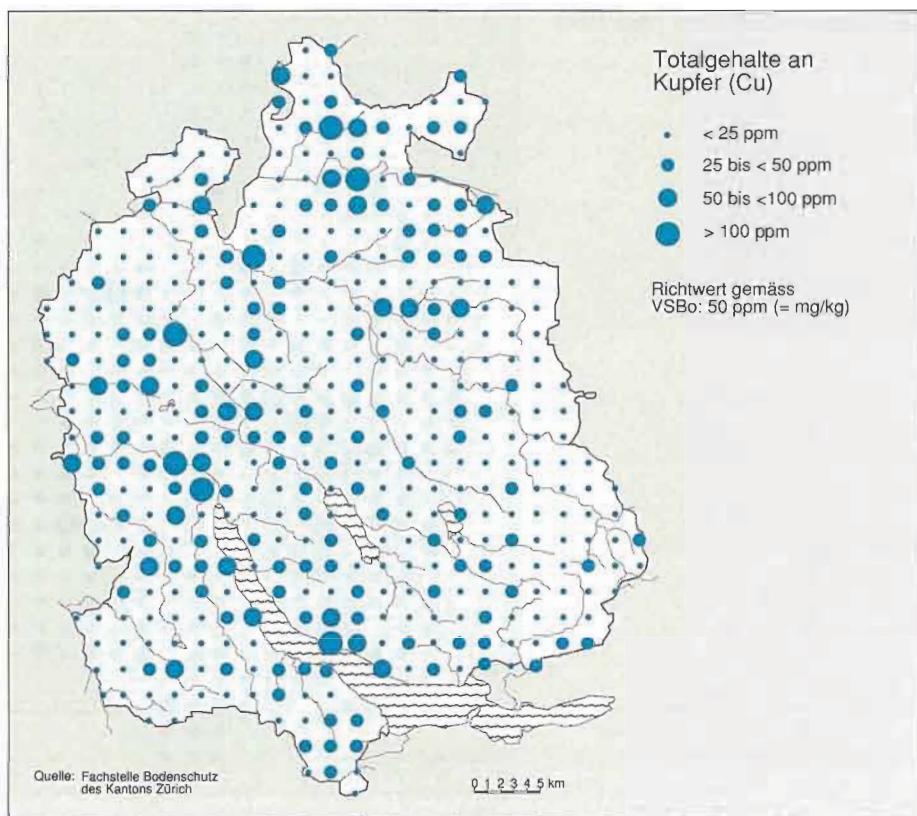 Totalgehalte an
Kupfer (Cu)
< 25 ppm
25 bis < 50 ppm
50 bis <100 ppm
> 100 ppm
Richtwert gemäss
VSBo: 50 ppm (= mg/kg)
Quelle: Fachstelle Bodenschutz
des Kantons Zürich
0 1 2 3 4 5 km